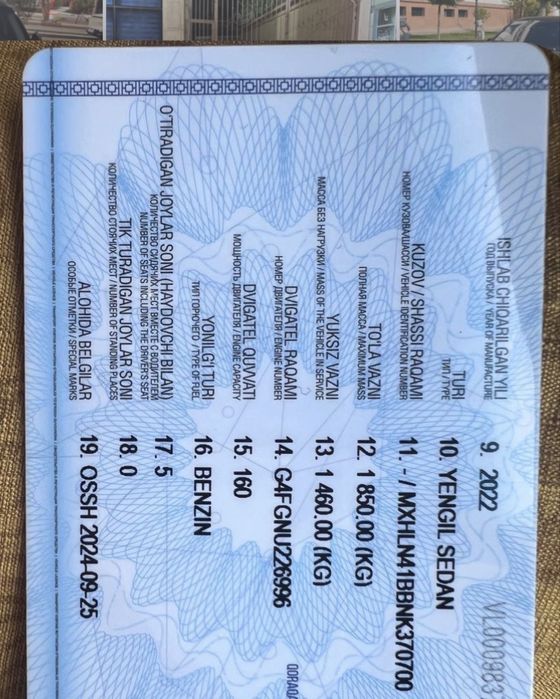 ISHLAB CHIQARILGAN YILI
ГОД ВЫПУСКА / YEAR OF MANUFACTURE
9. 2022
TURI
ТИП / TYPE
10. YENGIL SEDAN
KUZOV / SHASSI RAQAMI
НОМЕР КУЗОВА/ШАССИ / VEHICLE IDENTIFICATION NUMBER
11. - / MXHLN41BBNK370700
TO'LA VAZNI
ПОЛНАЯ МАССА / MAXIMUM MASS
12. 1 850.00 (KG)
YUKSIZ VAZNI
МАССА БЕЗ НАГРУЗКИ / MASS OF THE VEHICLE IN SERVICE
13. 1 460.00 (KG)
DVIGATEL RAQAMI
НОМЕР ДВИГАТЕЛЯ / ENGINE NUMBER
14. G4FGNU226996
DVIGATEL QUVVATI
МОЩНОСТЬ ДВИГАТЕЛЯ / ENGINE CAPACITY
15. 160
YONILG'I TURI
ТИП ГОРЮЧЕГО / TYPE OF FUEL
16. BENZIN
O'TIRADIGAN JOYLAR SONI (HAYDOVCHI BILAN)
КОЛИЧЕСТВО СИДЯЧИХ МЕСТ ВМЕСТЕ С ВОДИТЕЛЕМ
NUMBER OF SEATS INCLUDING THE DRIVER'S SEAT
17. 5
TIK TURADIGAN JOYLAR SONI
КОЛИЧЕСТВО СТОЯЧИХ МЕСТ / NUMBER OF STANDING PLACES
18. 0
ALOHIDA BELGILAR
ОСОБЫЕ ОТМЕТКИ / SPECIAL MARKS
19. OSSH 2024-09-25